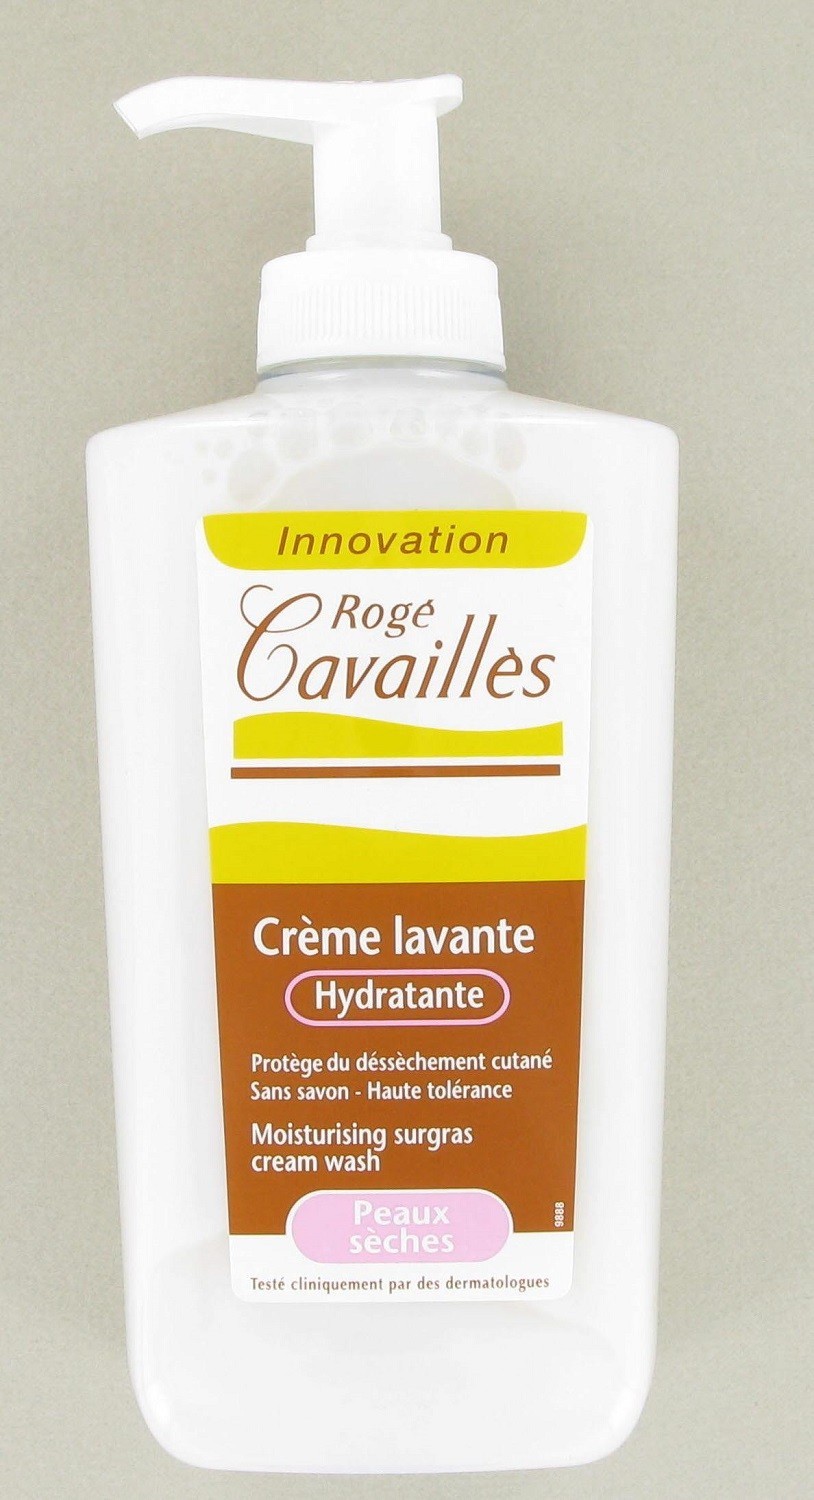 Innovation
Rogé
Cavaillès
Crème lavante
Hydratante
Protège du déssèchement cutané
Sans savon - Haute tolérance
Moisturising surgras
cream wash
Peaux
sèches
9888
Testé cliniquement par des dermatologues